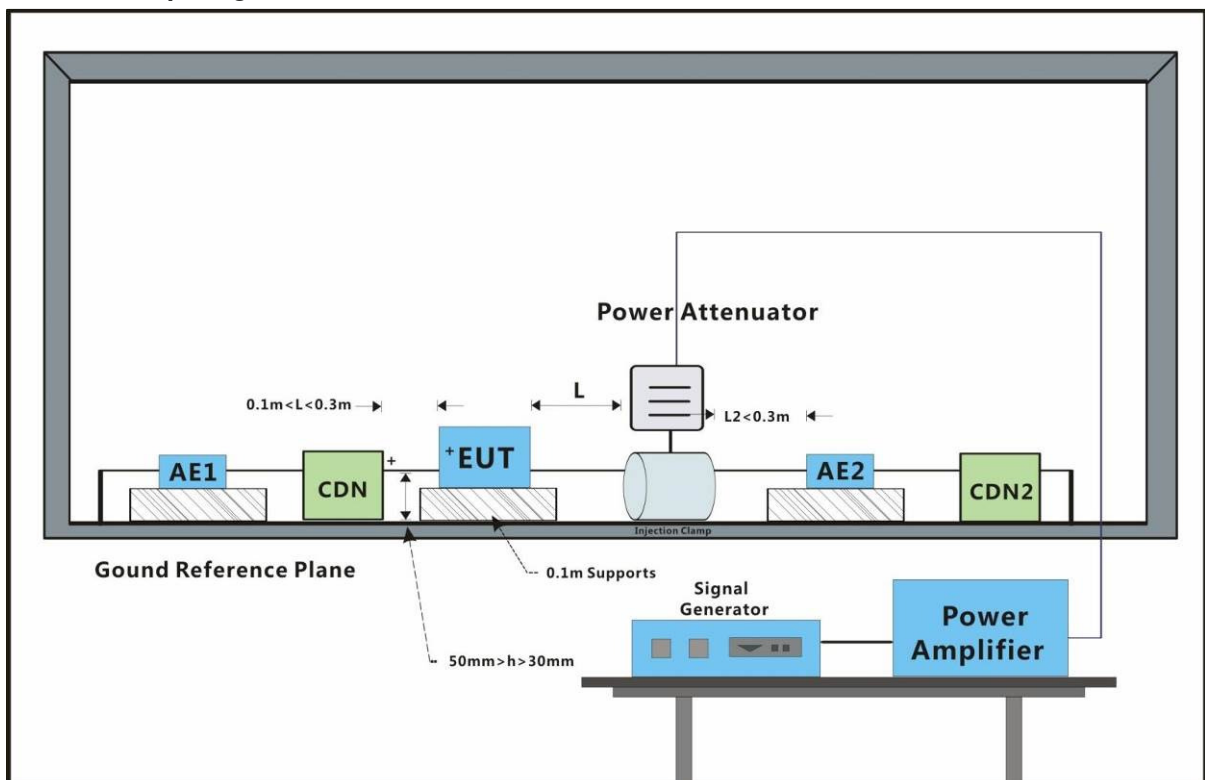 Power Attenuator
0.1m<L<0.3m
L
L2<0.3m
+
+EUT
AE1
CDN
AE2
CDN2
Injection Clamp
Gound Reference Plane
0.1m Supports
50mm>h>30mm
Signal
Generator
Power
Amplifier